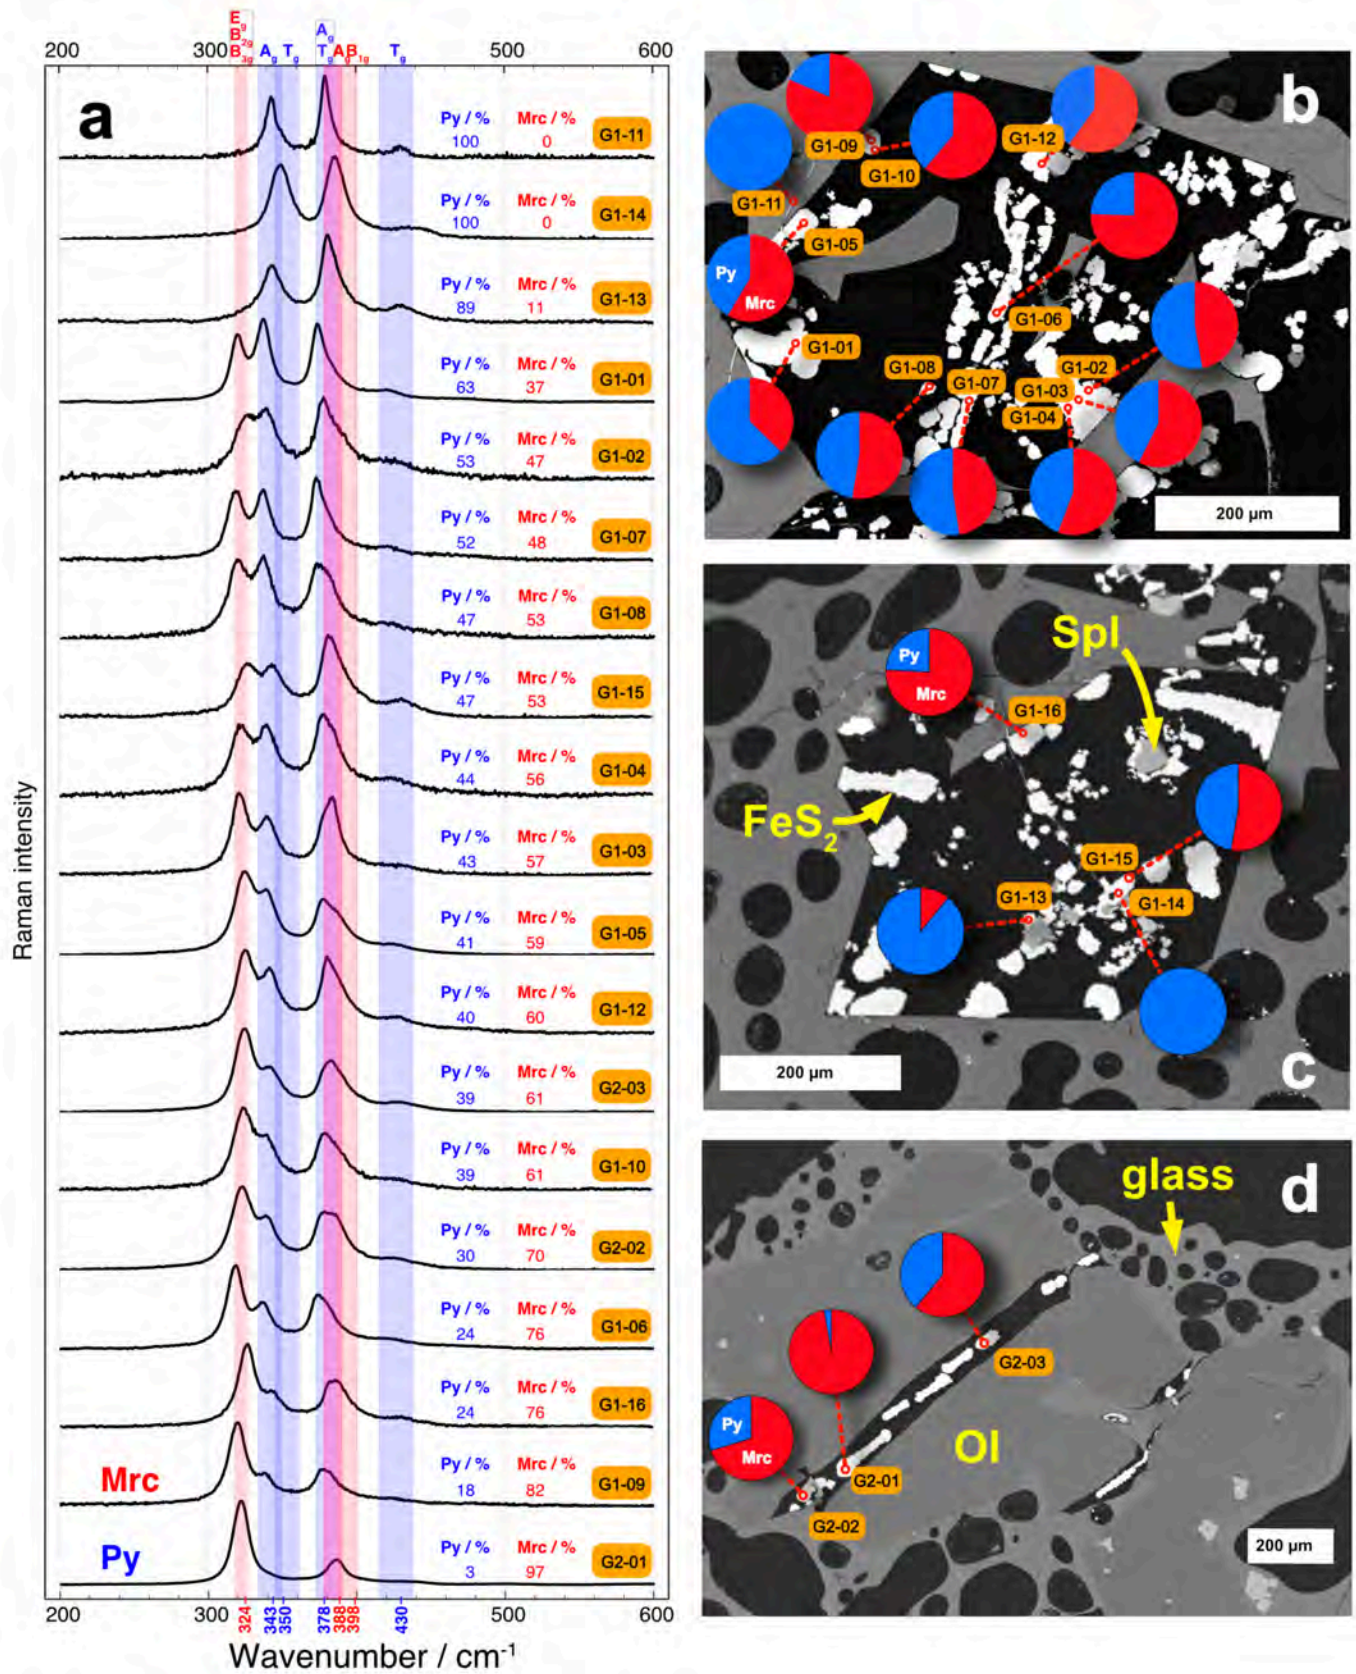 E_g
B_2g
B_3g A_g T_g A_g T_g A_g B_1g T_g
200 300 500 600
a
Py / % Mrc / %
100 0 G1-11
Py / % Mrc / %
100 0 G1-14
Py / % Mrc / %
89 11 G1-13
Py / % Mrc / %
63 37 G1-01
Py / % Mrc / %
53 47 G1-02
Py / % Mrc / %
52 48 G1-07
Py / % Mrc / %
47 53 G1-08
Py / % Mrc / %
47 53 G1-15
Py / % Mrc / %
44 56 G1-04
Py / % Mrc / %
43 57 G1-03
Py / % Mrc / %
41 59 G1-05
Py / % Mrc / %
40 60 G1-12
Py / % Mrc / %
39 61 G2-03
Py / % Mrc / %
39 61 G1-10
Py / % Mrc / %
30 70 G2-02
Py / % Mrc / %
24 76 G1-06
Py / % Mrc / %
24 76 G1-16
Mrc
Py / % Mrc / %
18 82 G1-09
Py
Py / % Mrc / %
3 97 G2-01
200 300 500 600
324 343 350 378 388 398 430
Raman intensity
Wavenumber / cm⁻¹
b
G1-09
G1-10
G1-12
G1-11
G1-05
Py
Mrc
G1-06
G1-01
G1-08
G1-07
G1-02
G1-03
G1-04
200 µm
Spl
Py
Mrc
G1-16
FeS₂
G1-15
G1-13
G1-14
200 µm
c
glass
d
G2-03
Py
Mrc
Ol
G2-01
G2-02
200 µm